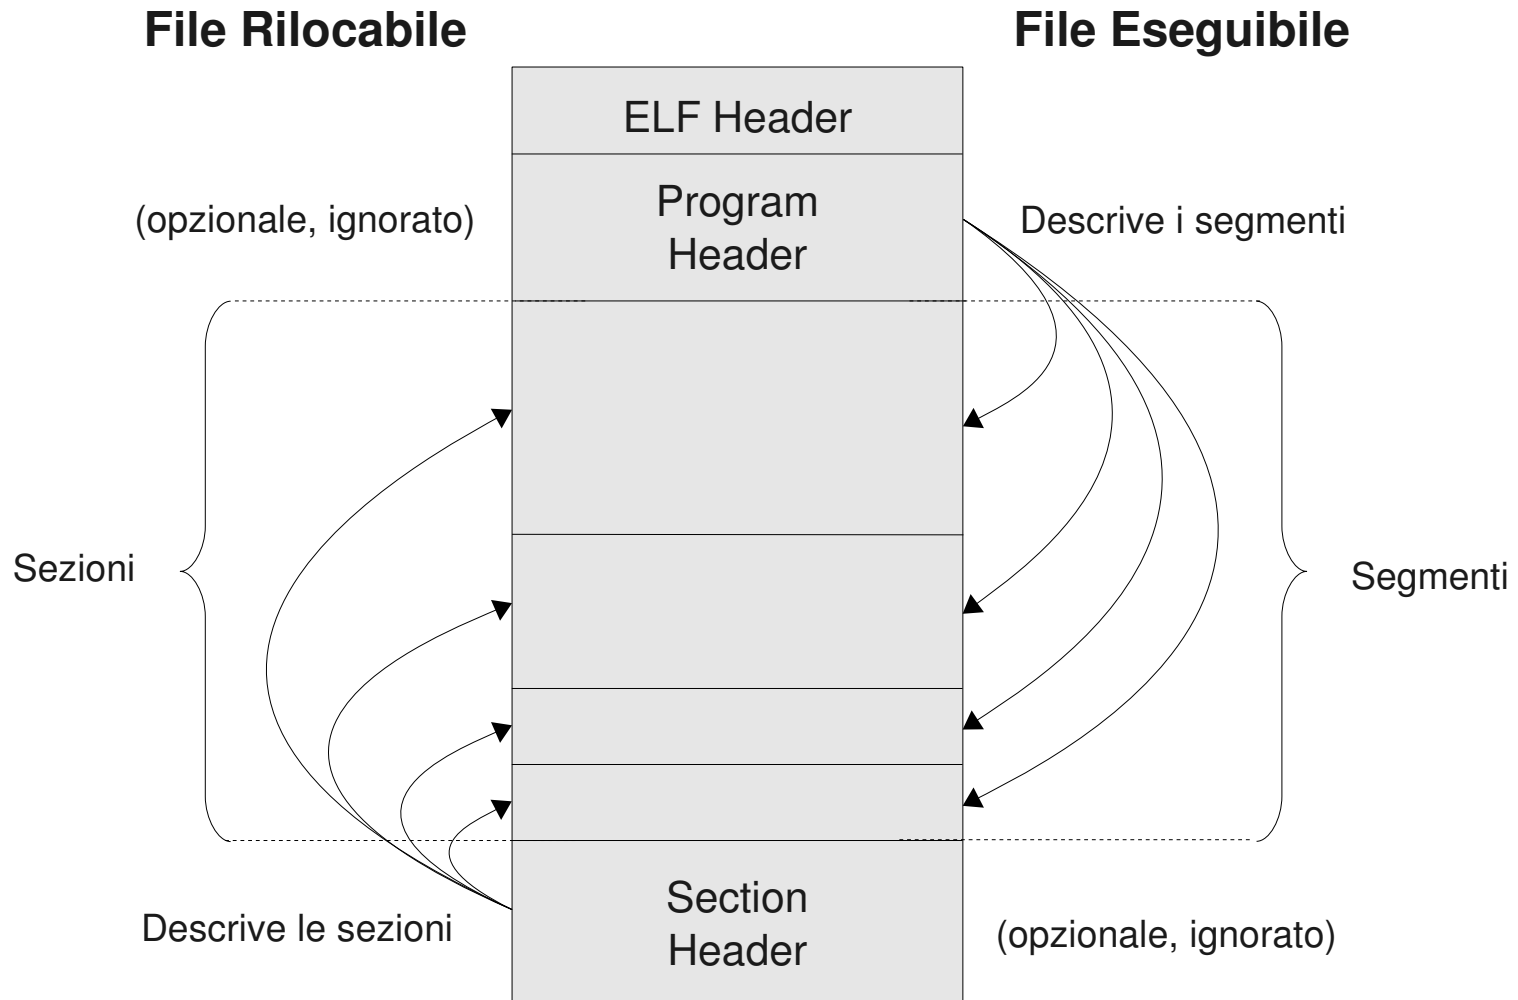 File Rilocabile
File Eseguibile
ELF Header
(opzionale, ignorato)
Program
Header
Descrive i segmenti
Sezioni
Segmenti
Descrive le sezioni
Section
Header
(opzionale, ignorato)